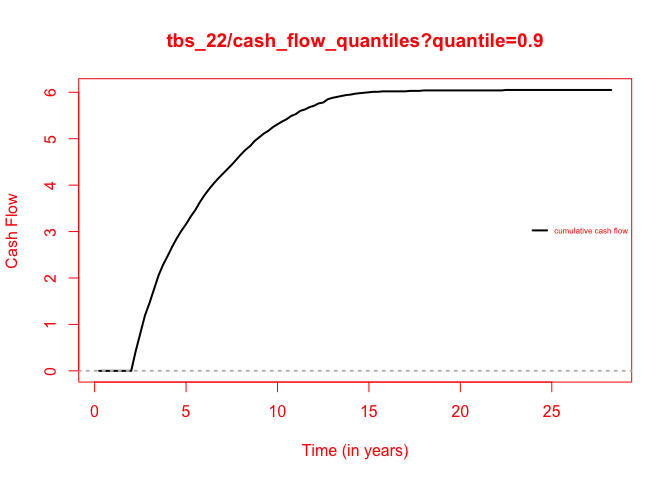 tbs_22/cash_flow_quantiles?quantile=0.9
Cash Flow
6
5
4
3
2
1
0
cumulative cash flow
0 5 10 15 20 25
Time (in years)